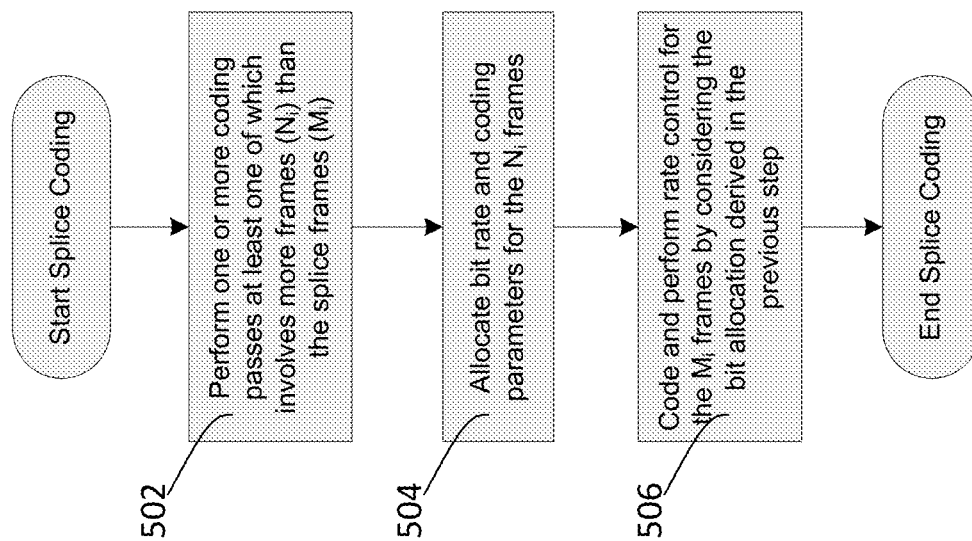 Start Splice Coding
502
Perform one or more coding
passes at least one of which
involves more frames (Ni) than
the splice frames (Mi)
504
Allocate bit rate and coding
parameters for the Ni frames
506
Code and perform rate control for
the Mi frames by considering the
bit allocation derived in the
previous step
End Splice Coding